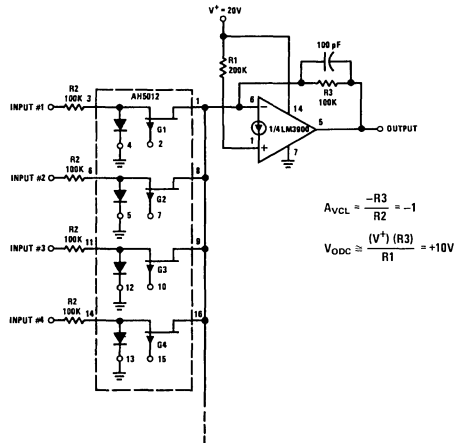 V⁺ = 20V
R1
200K
100 pF
R3
100K
R2
100K
3
AH5012
INPUT #1
1
G1
4
2
6
14
1/4 LM3900
5
OUTPUT
1
7
R2
100K
6
INPUT #2
8
G2
5
7
R2
100K
11
INPUT #3
9
G3
12
10
R2
100K
14
INPUT #4
16
G4
13
15
A_VCL = -R3 / R2 = -1
V_ODC ≅ (V⁺) (R3) / R1 = +10V